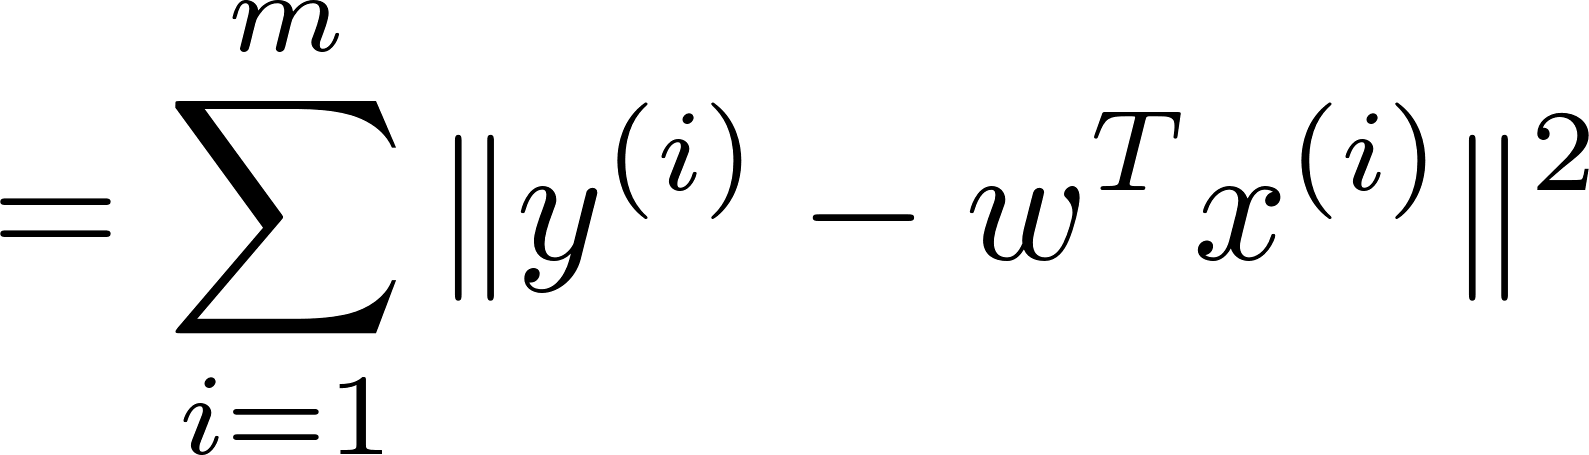 = \sum_{i=1}^{m} \| y^{(i)} - w^T x^{(i)} \|^2